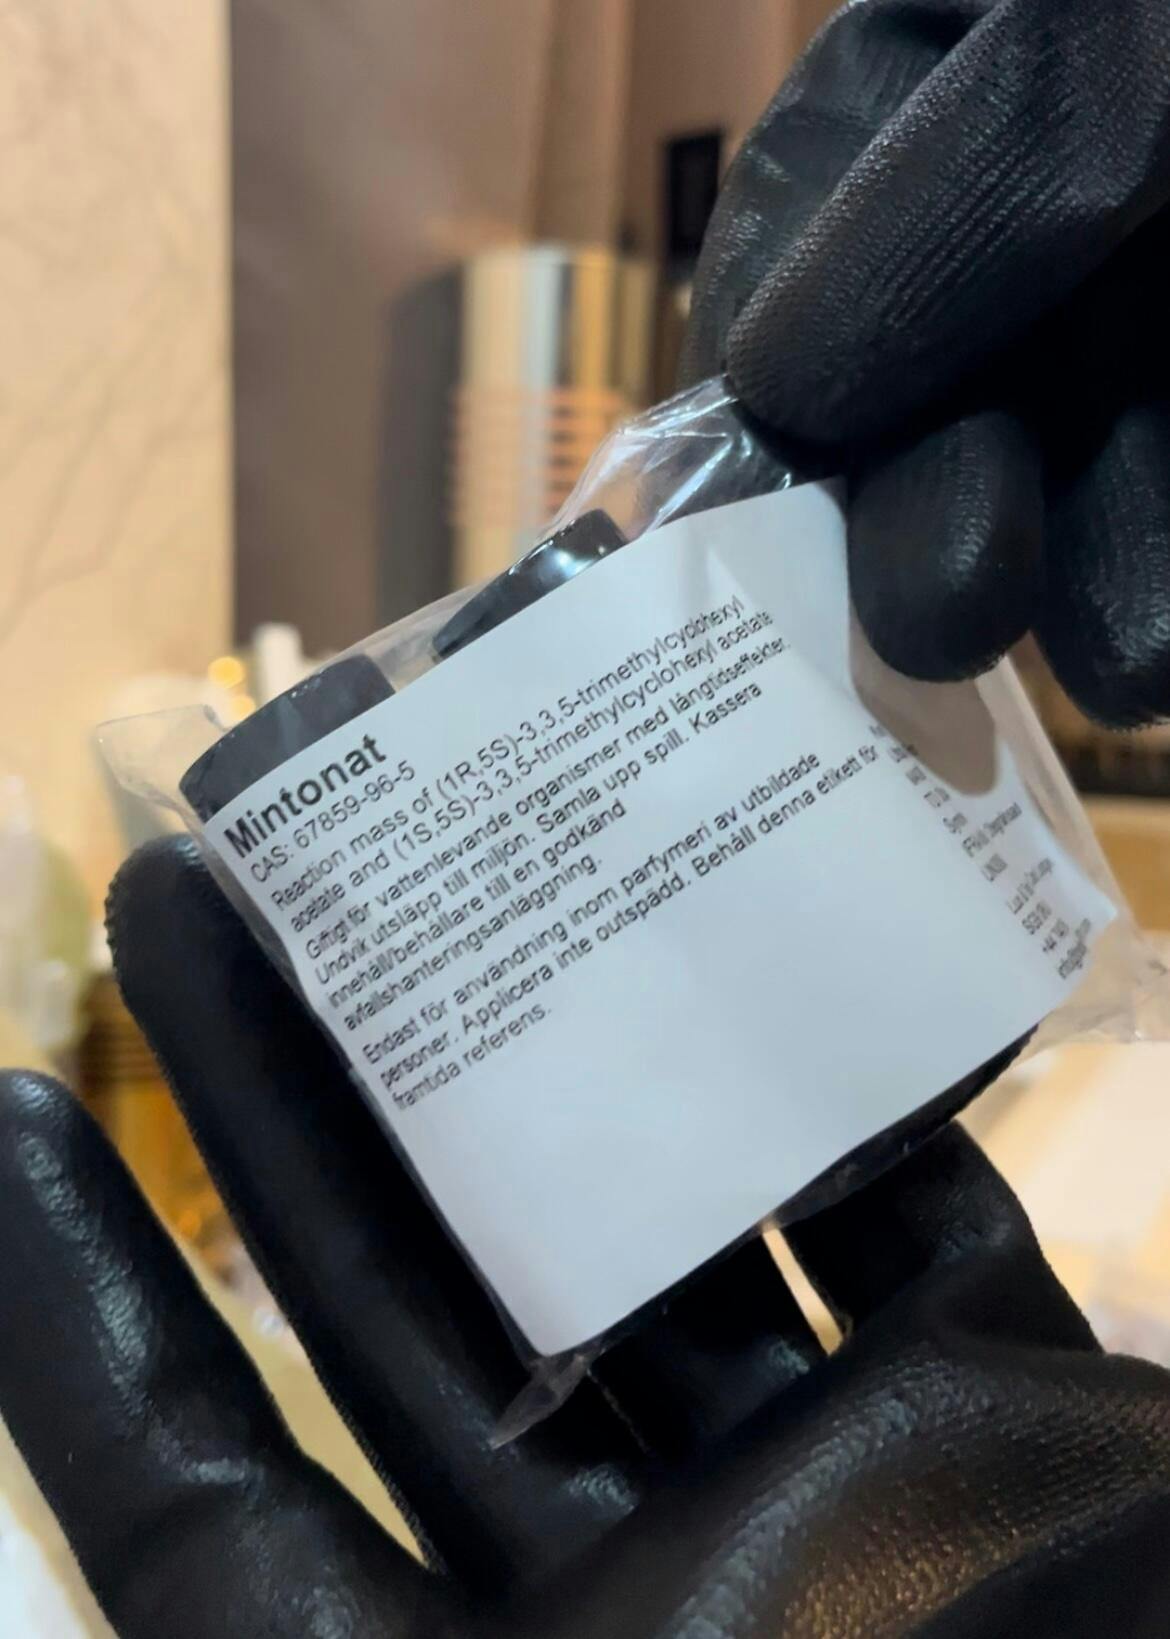 Mintonat
CAS: 67859-96-5
Reaction mass of (1R,5S)-3,3,5-trimethylcyclohexyl
acetate and (1S,5S)-3,3,5-trimethylcyclohexyl acetate
Giftigt för vattenlevande organismer med långtidseffekter.
Undvik utsläpp till miljön. Samla upp spill. Kassera
innehåll/behållare till en godkänd
avfallshanteringsanläggning.
Endast för användning inom parfymeri av utbildade
personer. Applicera inte outspädd. Behåll denna etikett för
framtida referens.